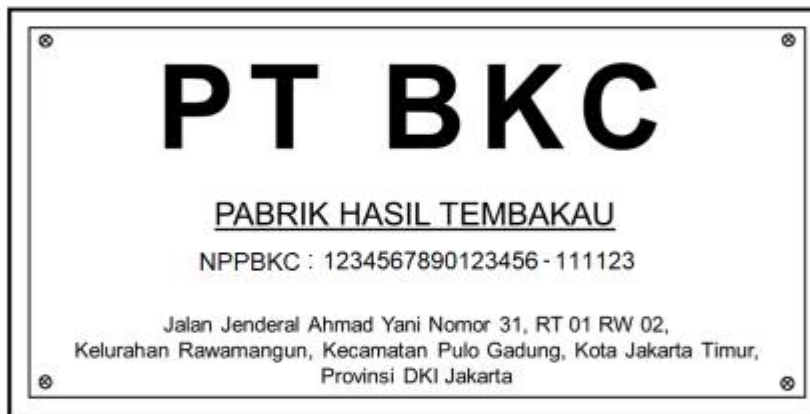 PT BKC
PABRIK HASIL TEMBAKAU
NPPBKC : 1234567890123456 - 111123
Jalan Jenderal Ahmad Yani Nomor 31, RT 01 RW 02,
Kelurahan Rawamangun, Kecamatan Pulo Gadung, Kota Jakarta Timur,
Provinsi DKI Jakarta